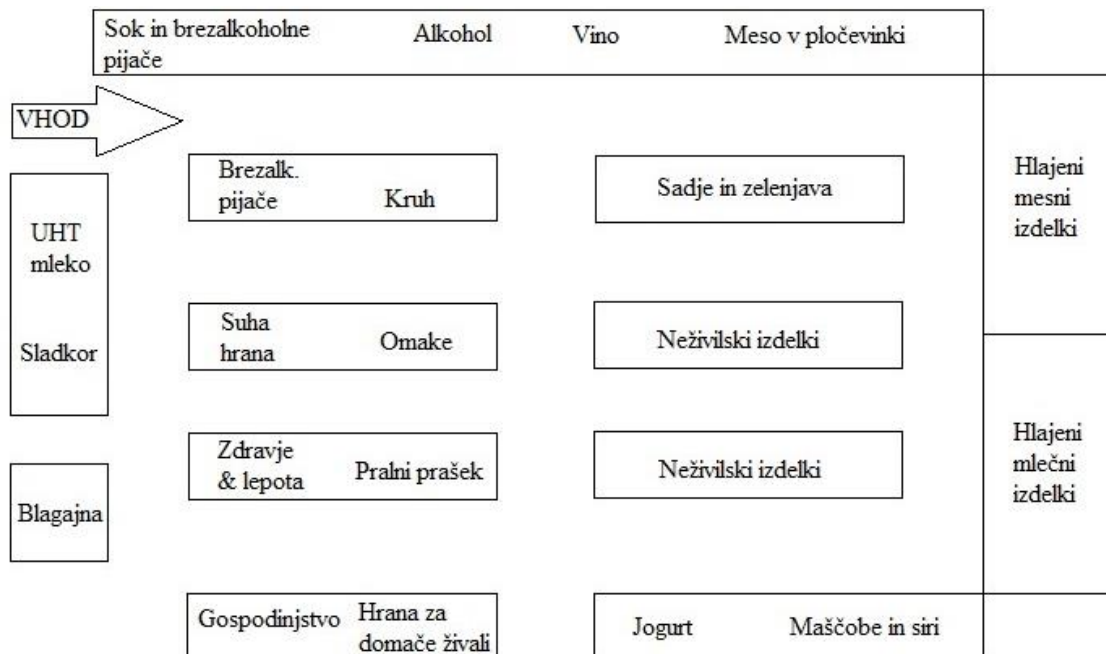 Sok in brezalkoholne
pijače
Alkohol
Vino
Meso v pločevinki
VHOD
Brezalk.
pijače
Kruh
Sadje in zelenjava
Hlajeni
mesni
izdelki
UHT
mleko
Sladkor
Suha
hrana
Omake
Neživilski izdelki
Zdravje
& lepota
Pralni prašek
Neživilski izdelki
Hlajeni
mlečni
izdelki
Blagajna
Gospodinjstvo
Hrana za
domače živali
Jogurt
Maščobe in siri